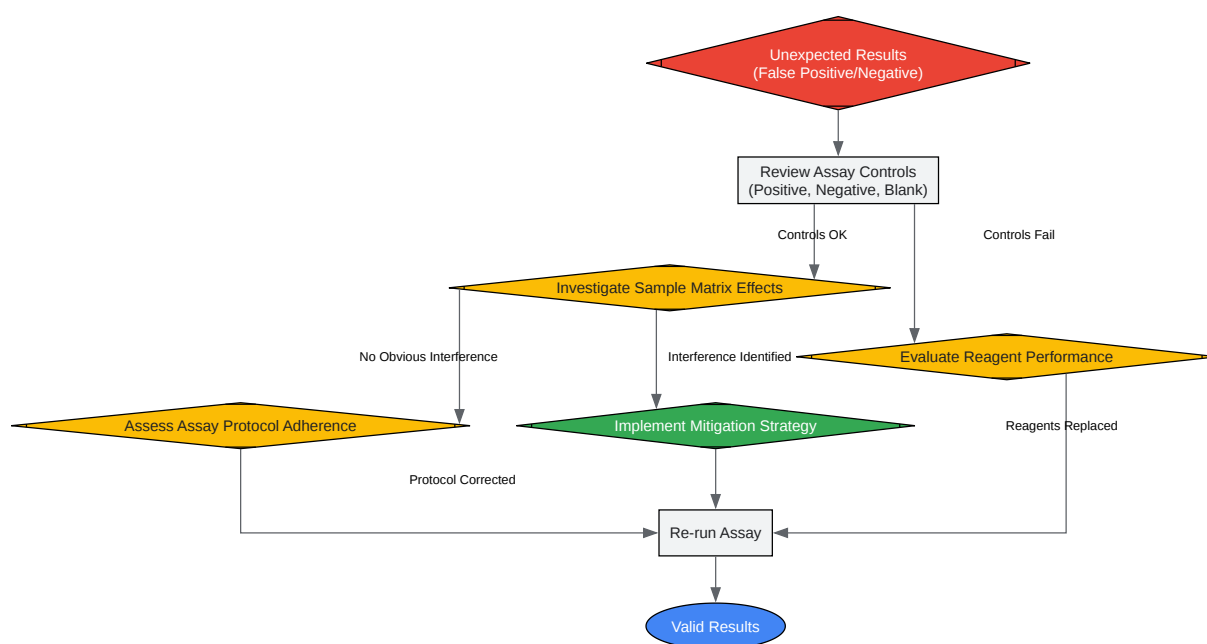 Unexpected Results
(False Positive/Negative)
Review Assay Controls
(Positive, Negative, Blank)
Controls OK
Controls Fail
Investigate Sample Matrix Effects
No Obvious Interference
Interference Identified
Evaluate Reagent Performance
Assess Assay Protocol Adherence
Implement Mitigation Strategy
Reagents Replaced
Protocol Corrected
Re-run Assay
Valid Results